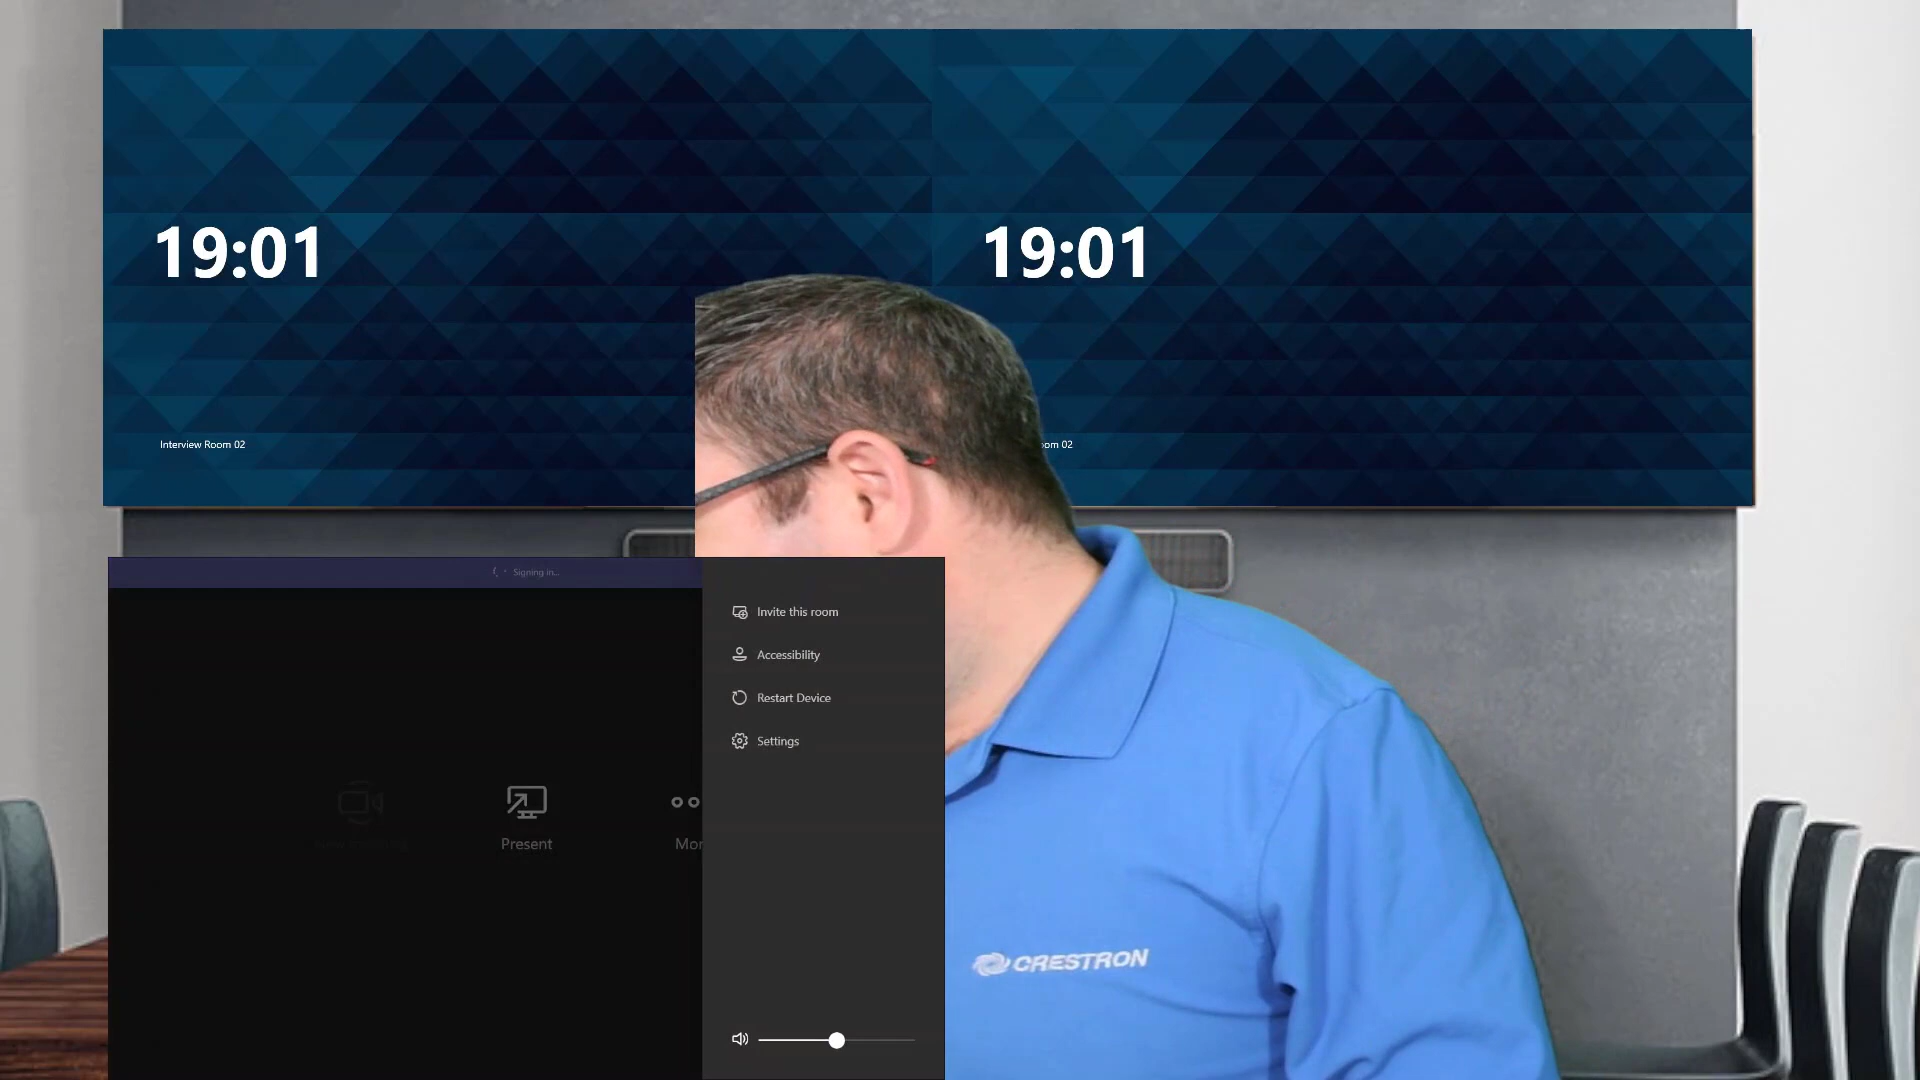 19:01
19:01
Interview Room 02
om 02
Signing in...
Invite this room
Accessibility
Restart Device
Settings
Present
Mor
CRESTRON